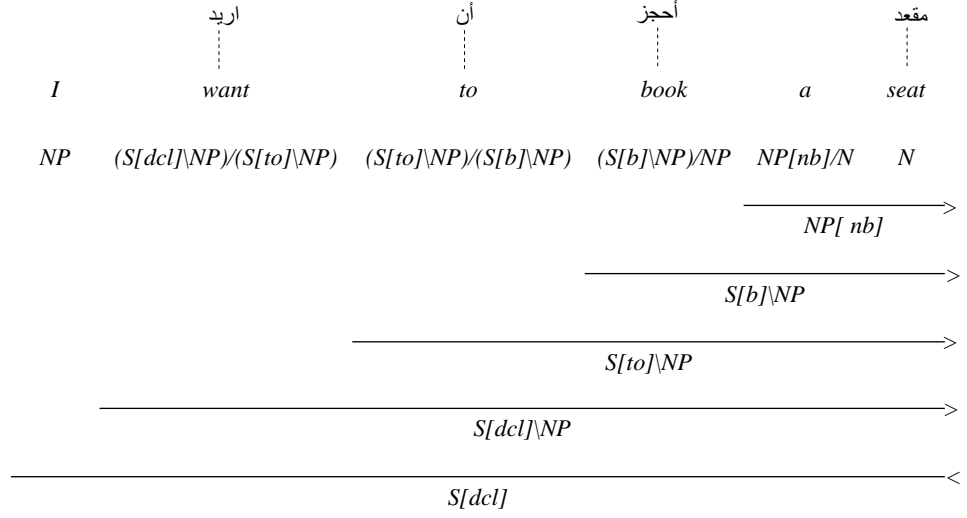 اريد أن أحجز مقعد
I want to book a seat
NP (S[dcl]\NP)/(S[to]\NP) (S[to]\NP)/(S[b]\NP) (S[b]\NP)/NP NP[nb]/N N
>
NP[ nb]
>
S[b]\NP
>
S[to]\NP
>
S[dcl]\NP
<
S[dcl]